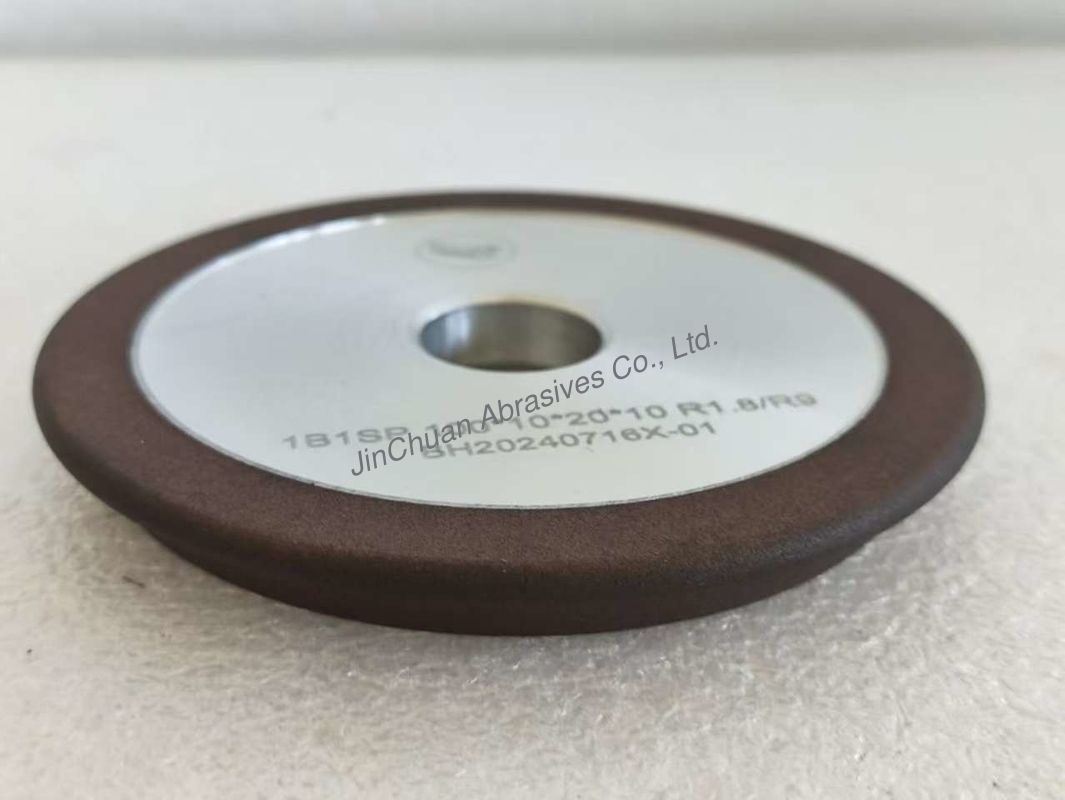 1B1SP 10*20*10 R1.8/R9
SH20240716X-01
JinChuan Abrasives Co., Ltd.